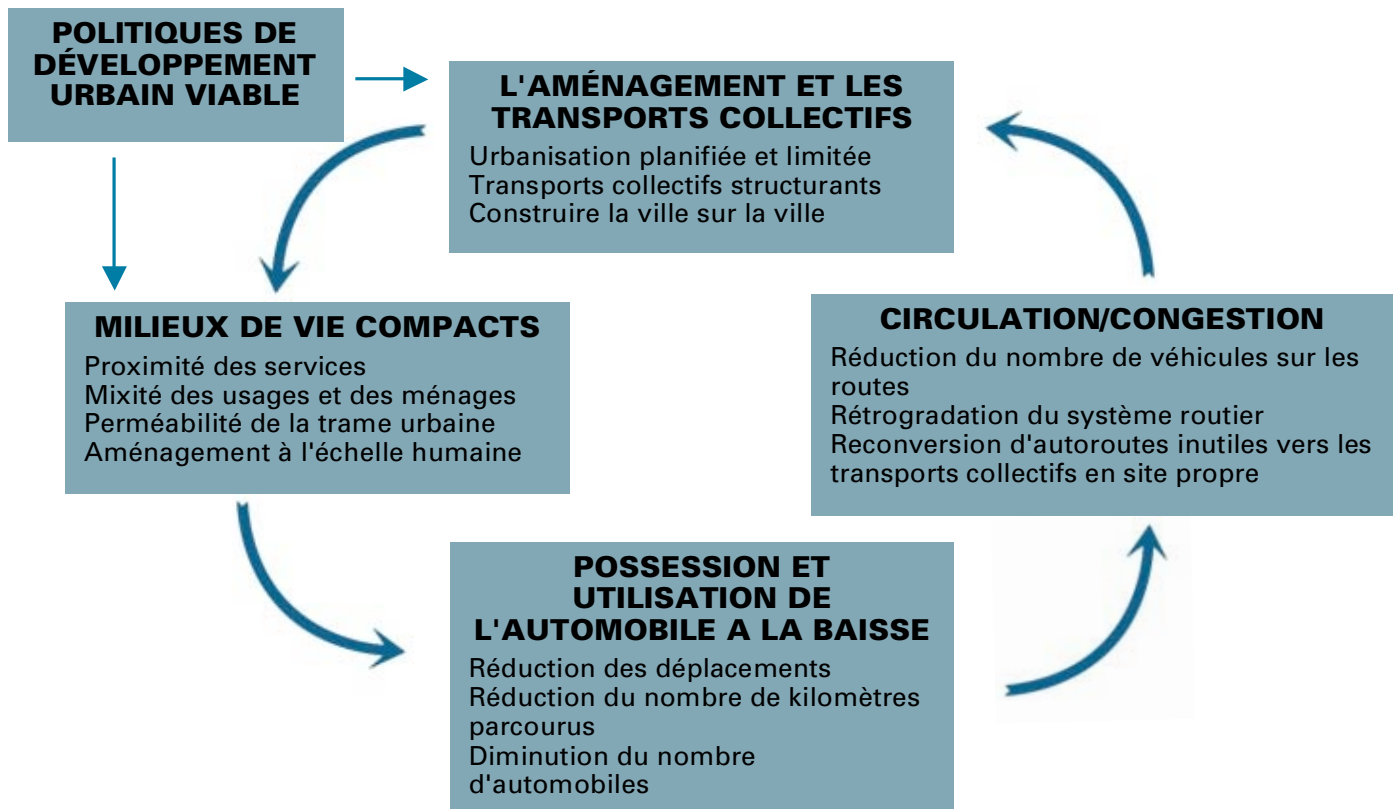 POLITIQUES DE
DÉVELOPPEMENT
URBAIN VIABLE
L'AMÉNAGEMENT ET LES
TRANSPORTS COLLECTIFS
Urbanisation planifiée et limitée
Transports collectifs structurants
Construire la ville sur la ville
MILIEUX DE VIE COMPACTS
Proximité des services
Mixité des usages et des ménages
Perméabilité de la trame urbaine
Aménagement à l'échelle humaine
CIRCULATION/CONGESTION
Réduction du nombre de véhicules sur les
routes
Rétrogradation du système routier
Reconversion d'autoroutes inutiles vers les
transports collectifs en site propre
POSSESSION ET
UTILISATION DE
L'AUTOMOBILE A LA BAISSE
Réduction des déplacements
Réduction du nombre de kilomètres
parcourus
Diminution du nombre
d'automobiles